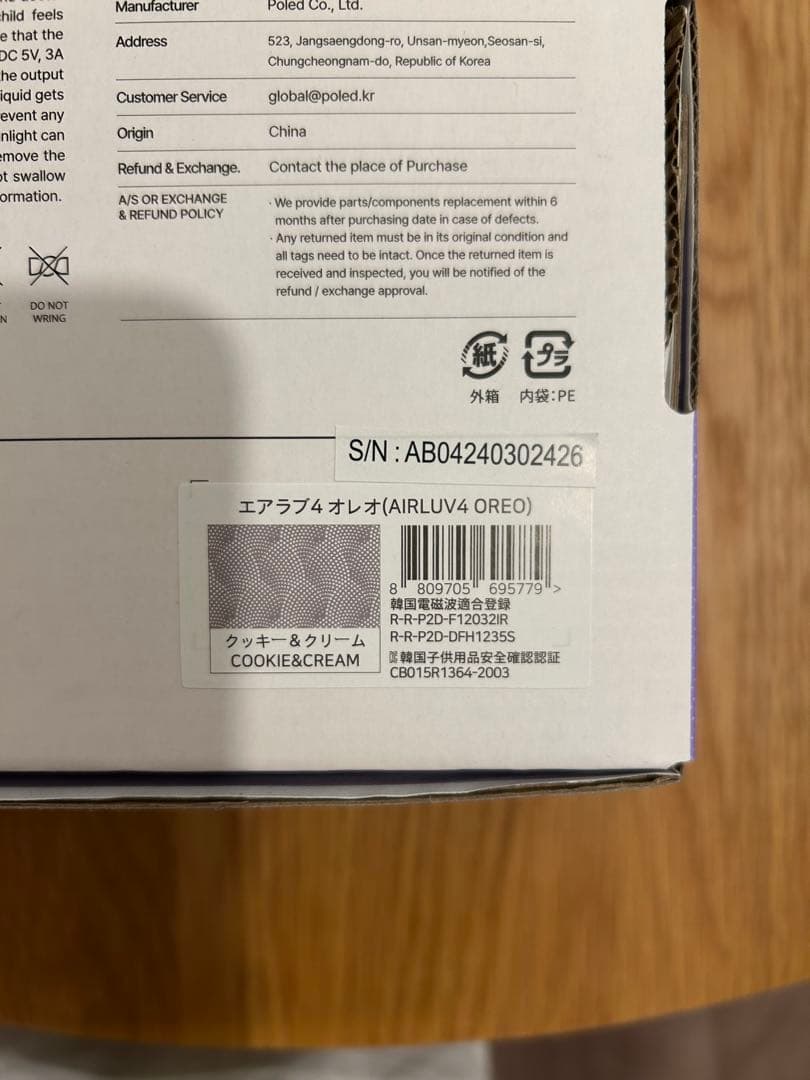 hild feels
e that the
DC 5V, 3A
he output
iquid gets
event any
nlight can
emove the
ot swallow
ormation.
N
DO NOT
WRING
Manufacturer Poled Co., Ltd.
Address 523, Jangsaengdong-ro, Unsan-myeon,Seosan-si,
Chungcheongnam-do, Republic of Korea
Customer Service global@poled.kr
Origin China
Refund & Exchange. Contact the place of Purchase
A/S OR EXCHANGE
& REFUND POLICY
· We provide parts/components replacement within 6
months after purchasing date in case of defects.
· Any returned item must be in its original condition and
all tags need to be intact. Once the returned item is
received and inspected, you will be notified of the
refund / exchange approval.
紙 プラ
外箱 内袋:PE
S/N : AB04240302426
エアラブ4 オレオ(AIRLUV4 OREO)
8 809705 695779 >
クッキー&クリーム
COOKIE&CREAM
韓国電磁波適合登録
R-R-P2D-F12032IR
R-R-P2D-DFH1235S
韓国子供用品安全確認認証
CB015R1364-2003